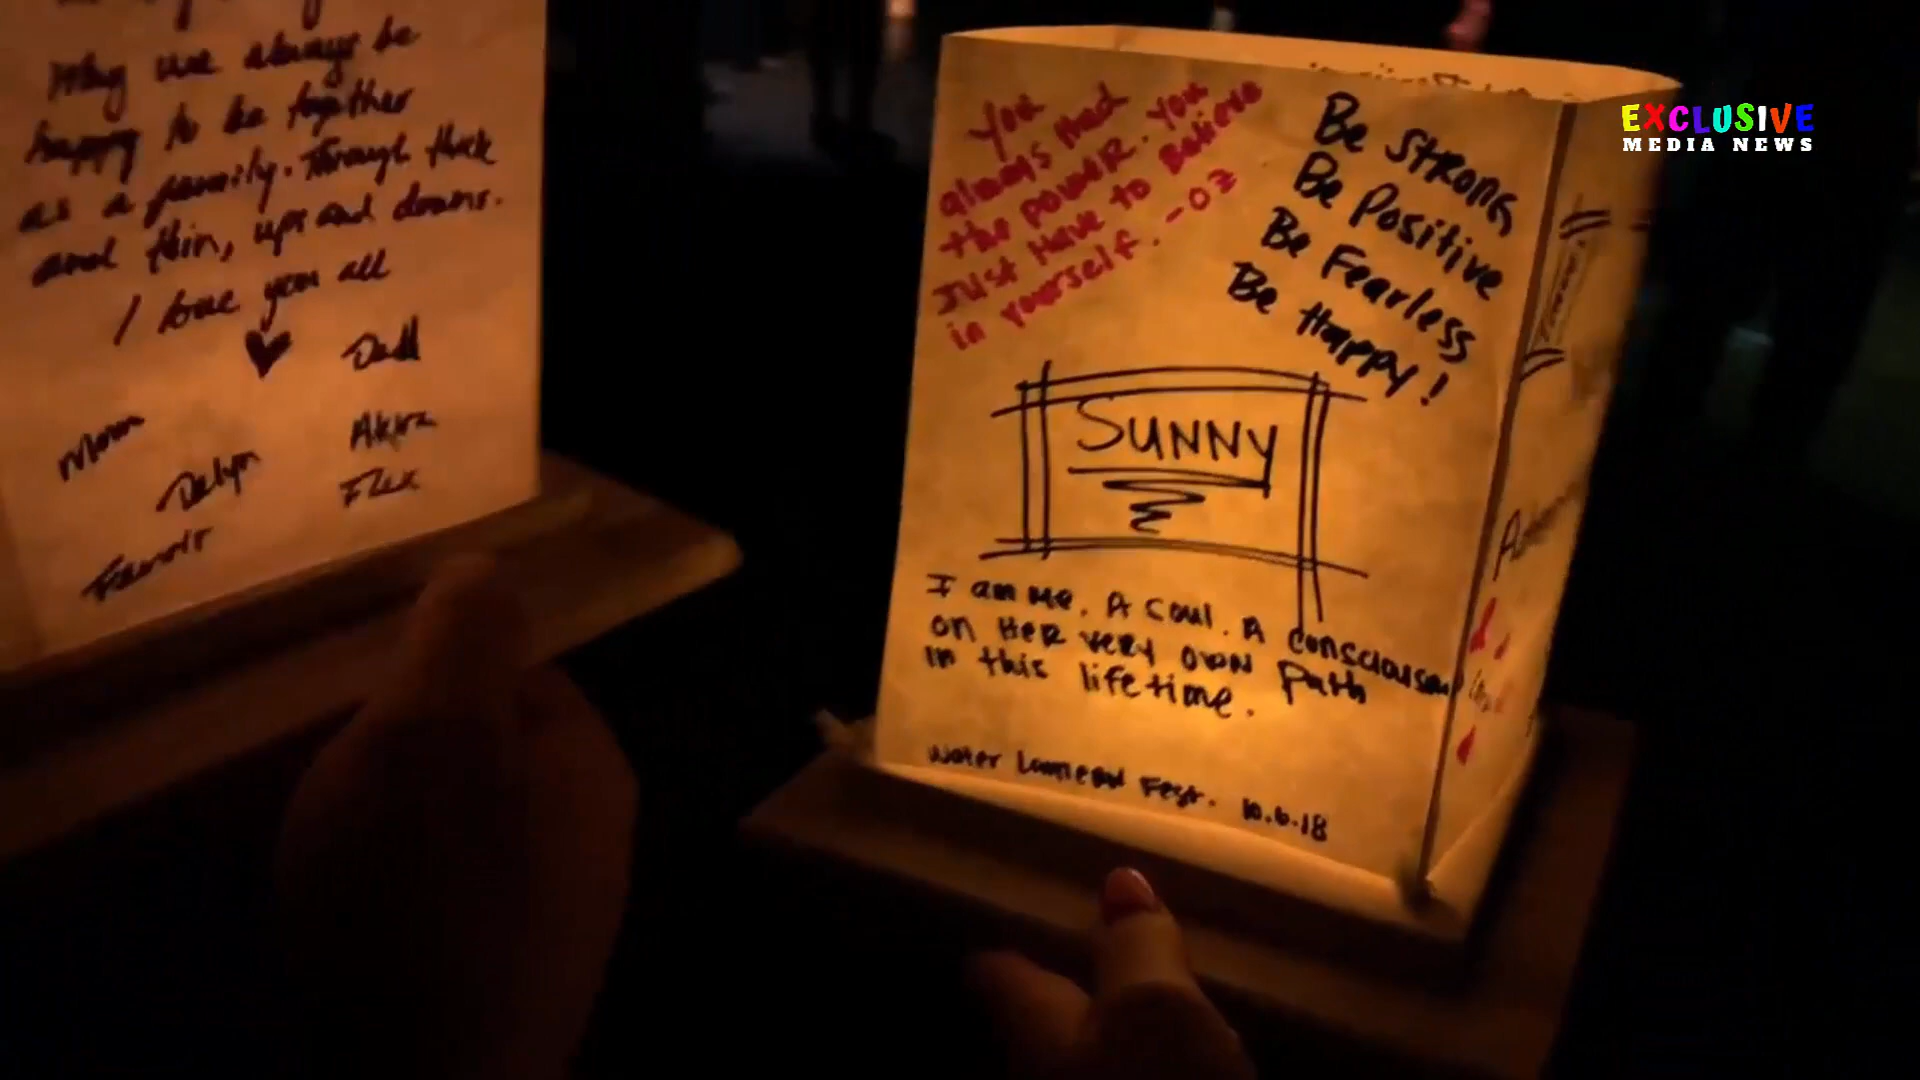 May we always be
happy to be together
as a family. Through thick
and thin, ups and downs.
I love you all
Dad
Mom
Akira
Flex
You
always had
the power. You
just have to believe
in yourself. - OZ
Be Strong
Be Positive
Be Fearless
Be Happy!
SUNNY
I am me. A soul. A consciousness
on Her very own Path
in this lifetime.
Water Lantern Fest. 10.6.18
EXCLUSIVE
MEDIA NEWS